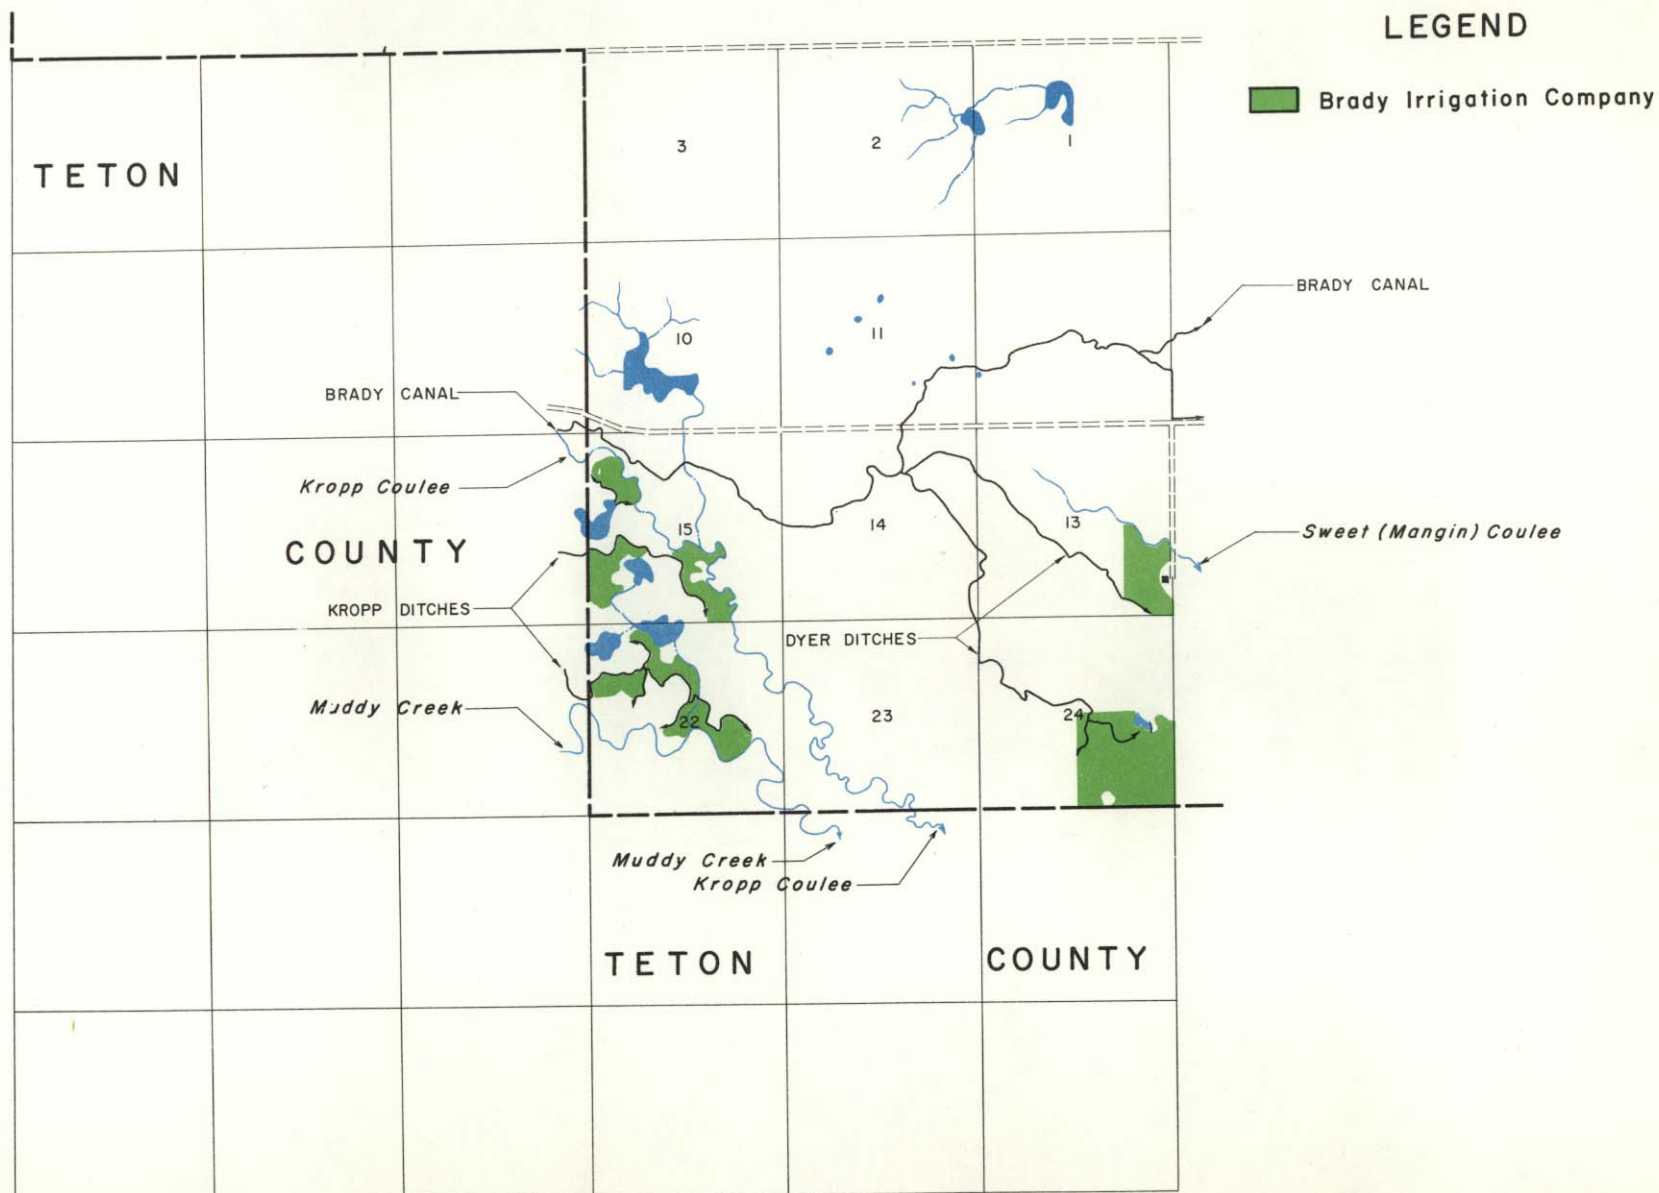 LEGEND
Brady Irrigation Company
TETON
3
2
1
BRADY CANAL
10
11
BRADY CANAL
Kropp Coulee
15
14
13
Sweet (Mangin) Coulee
COUNTY
KROPP DITCHES
DYER DITCHES
Muddy Creek
22
23
24
Muddy Creek
Kropp Coulee
TETON COUNTY